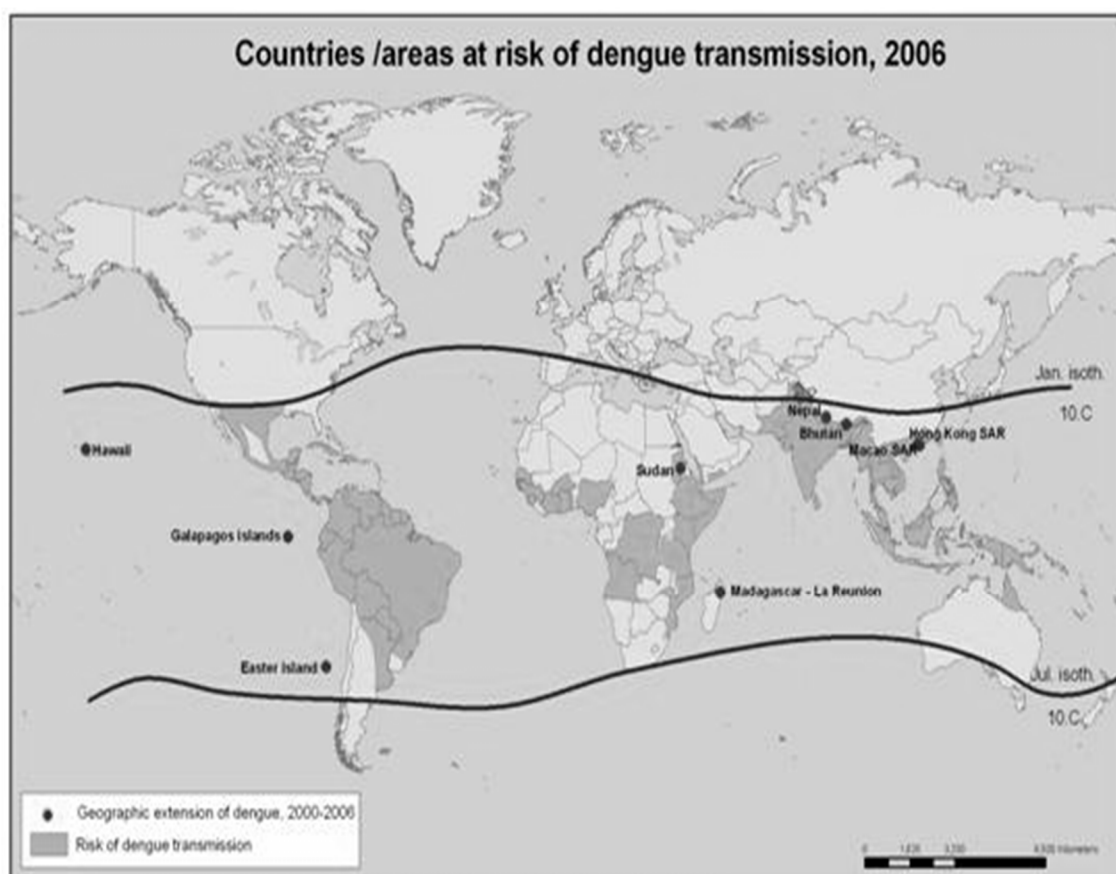 Countries /areas at risk of dengue transmission, 2006
Jan. isoth.
10.C
Nepal
Bhutan
Hong Kong SAR
Macao SAR
Hawaii
Sudan
Galapagos Islands
Madagascar - La Reunion
Easter Island
Jul. isoth.
10.C
Geographic extension of dengue, 2000-2006
Risk of dengue transmission
0